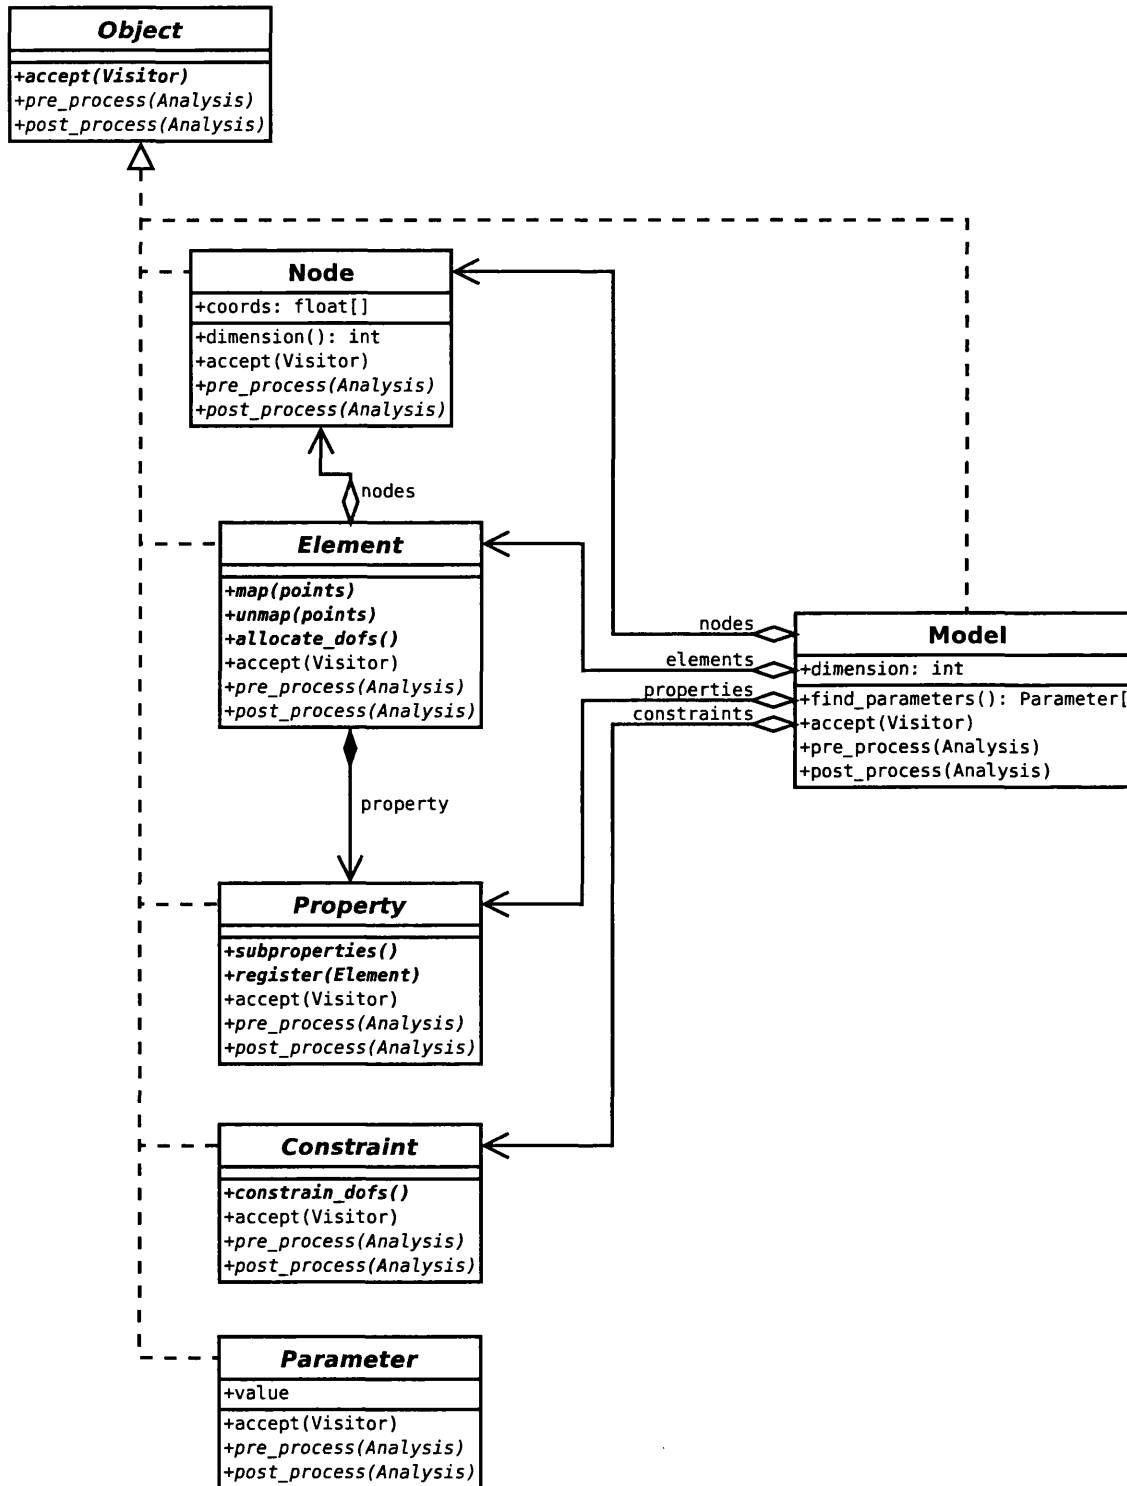 Object
+accept(Visitor)
+pre_process(Analysis)
+post_process(Analysis)
Node
+coords: float[]
+dimension(): int
+accept(Visitor)
+pre_process(Analysis)
+post_process(Analysis)
nodes
Element
+map(points)
+unmap(points)
+allocate_dofs()
+accept(Visitor)
+pre_process(Analysis)
+post_process(Analysis)
property
Property
+subproperties()
+register(Element)
+accept(Visitor)
+pre_process(Analysis)
+post_process(Analysis)
Constraint
+constrain_dofs()
+accept(Visitor)
+pre_process(Analysis)
+post_process(Analysis)
Parameter
+value
+accept(Visitor)
+pre_process(Analysis)
+post_process(Analysis)
nodes
elements
properties
constraints
Model
+dimension: int
+find_parameters(): Parameter[
+accept(Visitor)
+pre_process(Analysis)
+post_process(Analysis)